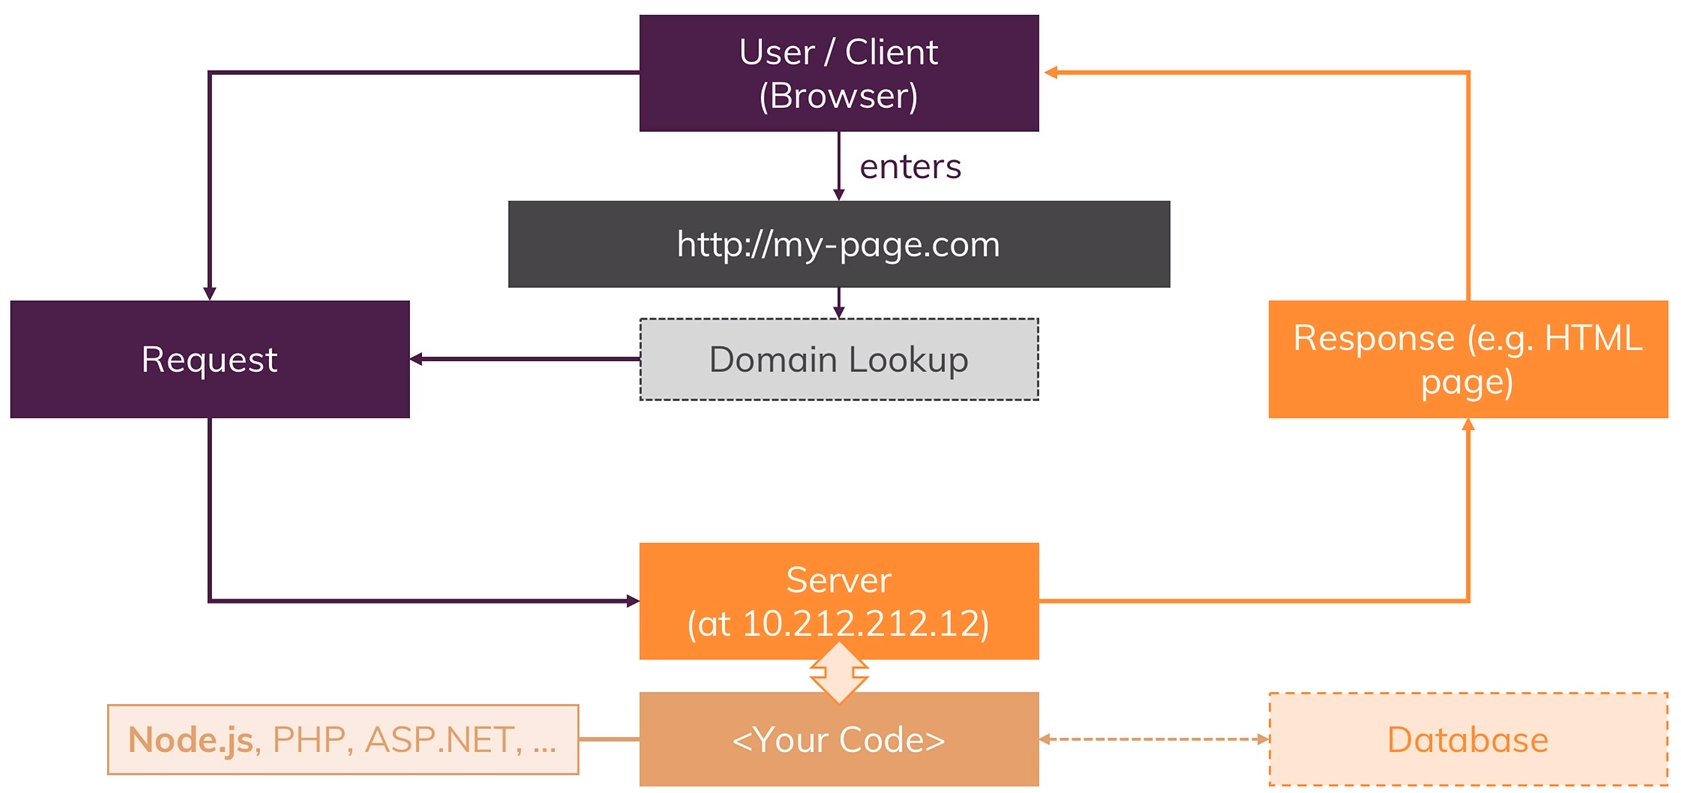 User / Client
(Browser)
enters
http://my-page.com
Request
Domain Lookup
Response (e.g. HTML
page)
Server
(at 10.212.212.12)
Node.js, PHP, ASP.NET, ...
<Your Code>
Database